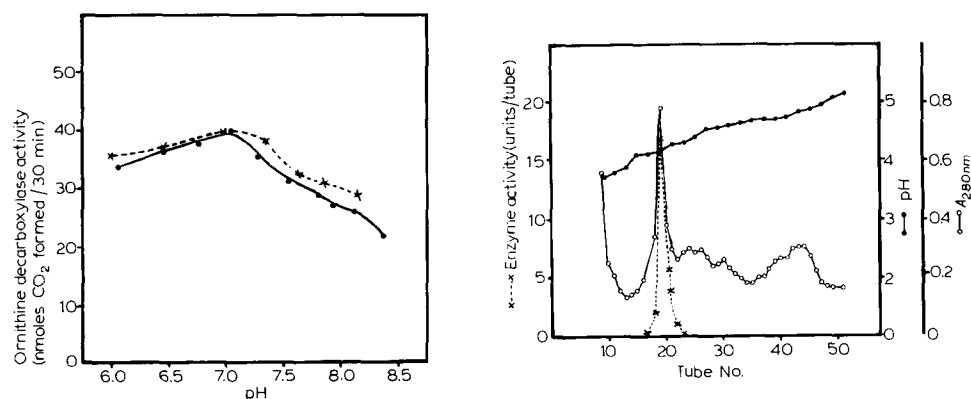 Ornithine decarboxylase activity
(nmoles CO₂ formed/30 min)
50
40
30
20
10
0
6.0 6.5 7.0 7.5 8.0 8.5
pH
x----x Enzyme activity (units/tube)
20
15
10
5
0
10 20 30 40 50
Tube No.
5
4
3
2
1
0
pH
0.8
0.6
0.4
0.2
0
A280nm